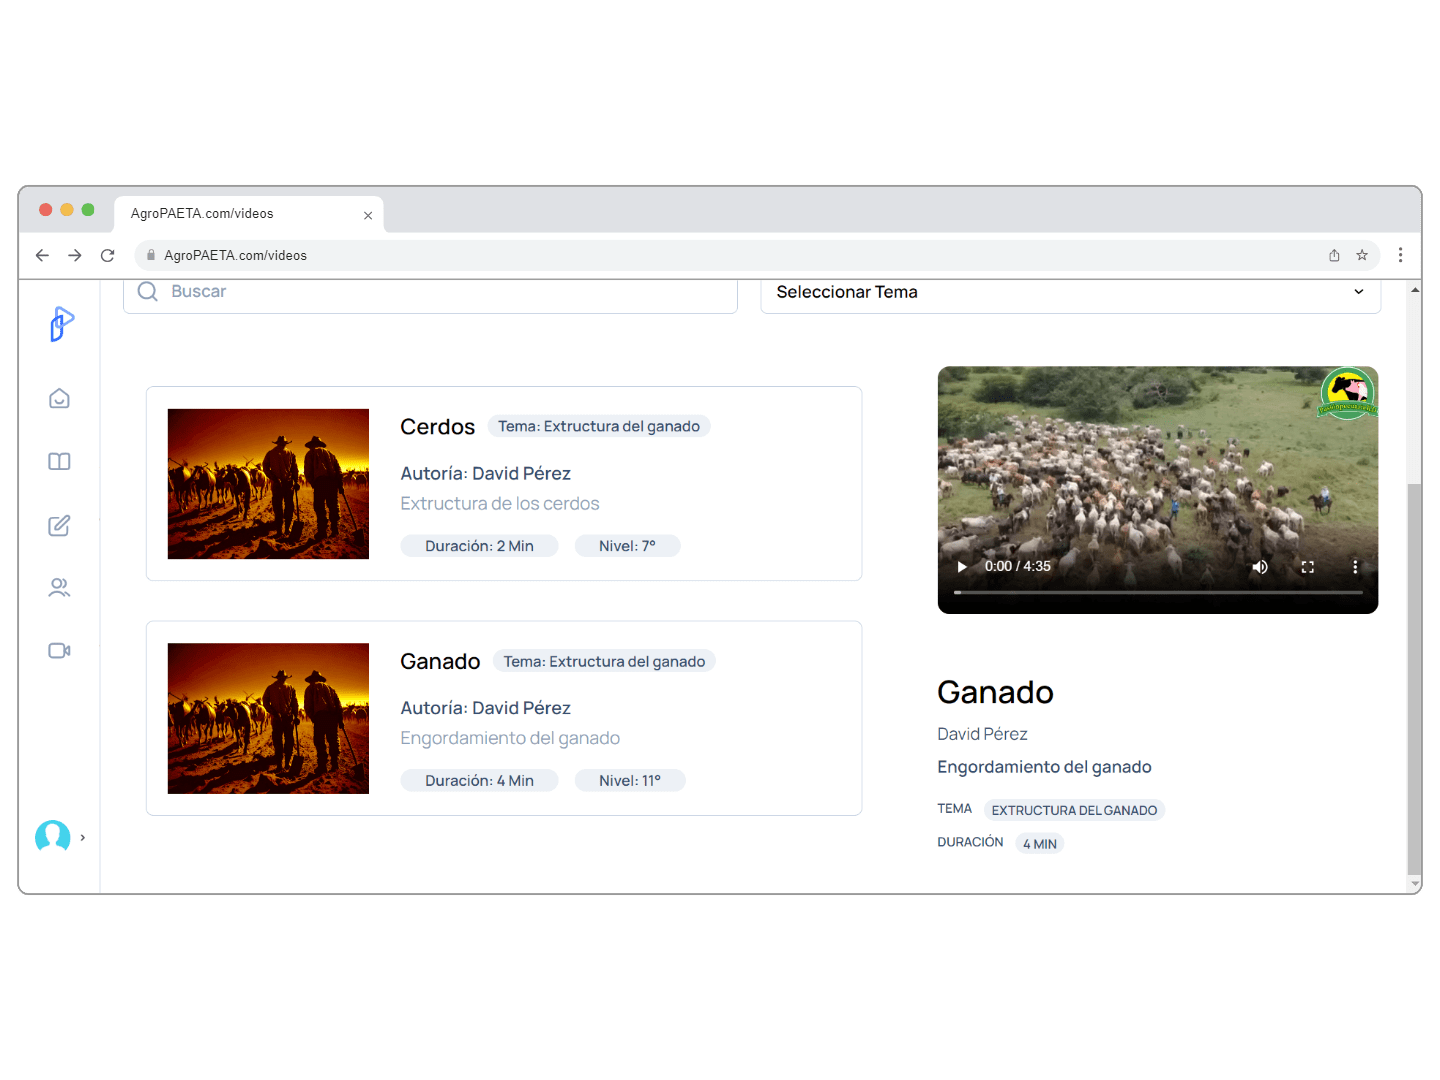 AgroPAETA.com/videos
AgroPAETA.com/videos
Buscar
Seleccionar Tema
Cerdos
Tema: Extructura del ganado
Autoría: David Pérez
Extructura de los cerdos
Duración: 2 Min
Nivel: 7°
Ganado
Tema: Extructura del ganado
Autoría: David Pérez
Engordamiento del ganado
Duración: 4 Min
Nivel: 11°
0:00 / 4:35
Ganado
David Pérez
Engordamiento del ganado
TEMA
EXTRUCTURA DEL GANADO
DURACIÓN
4 MIN